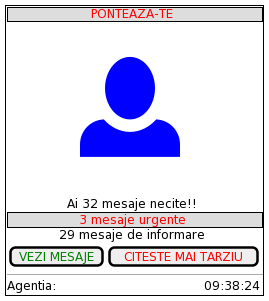 PONTEAZA-TE
Ai 32 mesaje necitite!!
3 mesaje urgente
29 mesaje de informare
VEZI MESAJE CITESTE MAI TARZIU
Agentia: 09:38:24